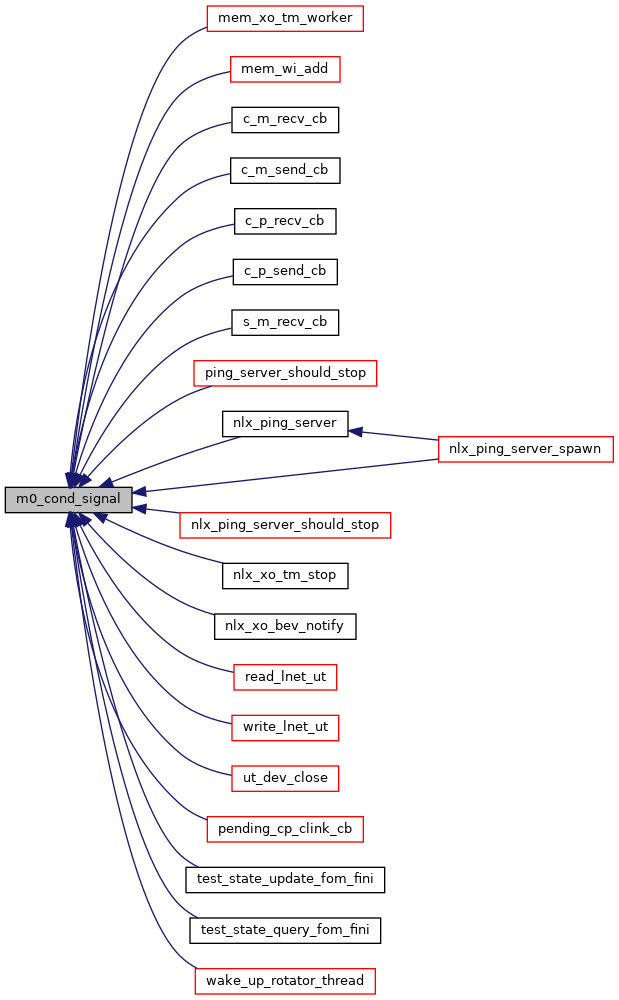 mem_xo_tm_worker
mem_wi_add
c_m_recv_cb
c_m_send_cb
c_p_recv_cb
c_p_send_cb
s_m_recv_cb
ping_server_should_stop
nlx_ping_server
nlx_ping_server_spawn
m0_cond_signal
nlx_ping_server_should_stop
nlx_xo_tm_stop
nlx_xo_bev_notify
read_lnet_ut
write_lnet_ut
ut_dev_close
pending_cp_clink_cb
test_state_update_fom_fini
test_state_query_fom_fini
wake_up_rotator_thread